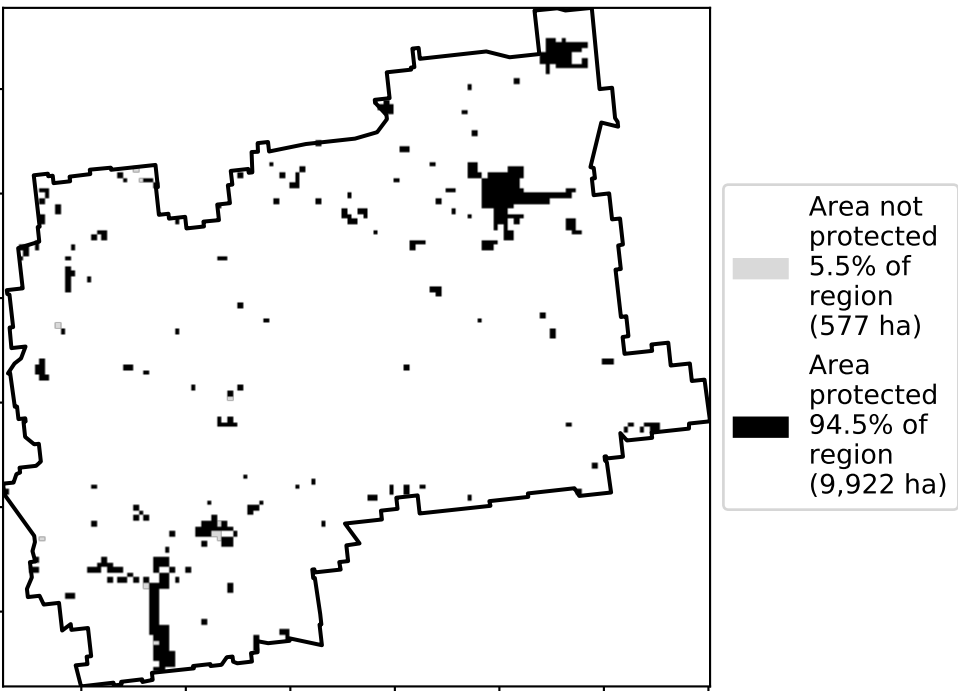 Area not
protected
5.5% of
region
(577 ha)
Area
protected
94.5% of
region
(9,922 ha)